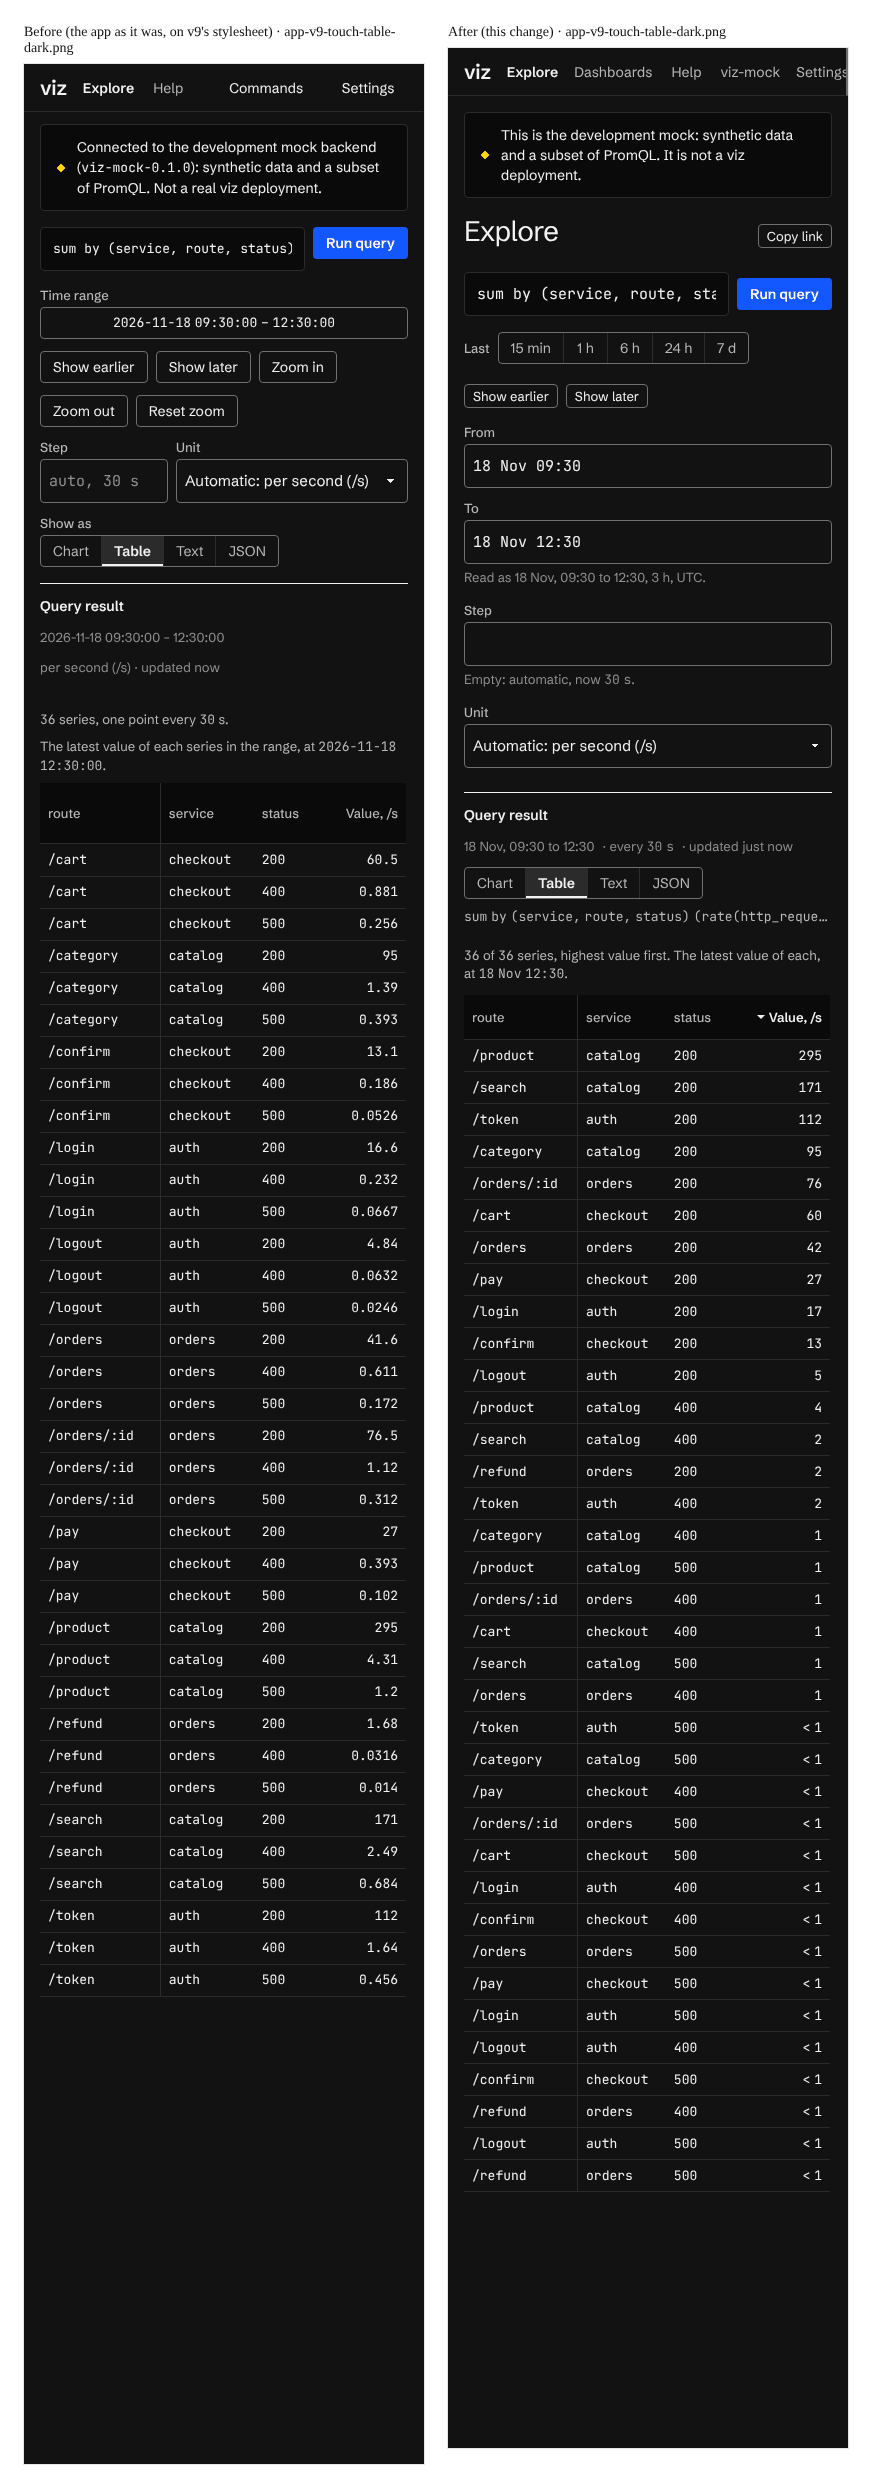 Before (the app as it was, on v9's stylesheet) · app-v9-touch-table-
dark.png
viz Explore Help Commands Settings
Connected to the development mock backend
(viz-mock-0.1.0): synthetic data and a subset
of PromQL. Not a real viz deployment.
sum by (service, route, status) Run query
Time range
2026-11-18 09:30:00 – 12:30:00
Show earlier Show later Zoom in
Zoom out Reset zoom
Step Unit
auto, 30 s Automatic: per second (/s)
Show as
Chart Table Text JSON
Query result
2026-11-18 09:30:00 – 12:30:00
per second (/s) · updated now
36 series, one point every 30 s.
The latest value of each series in the range, at 2026-11-18
12:30:00.
route service status Value, /s
/cart checkout 200 60.5
/cart checkout 400 0.881
/cart checkout 500 0.256
/category catalog 200 95
/category catalog 400 1.39
/category catalog 500 0.393
/confirm checkout 200 13.1
/confirm checkout 400 0.186
/confirm checkout 500 0.0526
/login auth 200 16.6
/login auth 400 0.232
/login auth 500 0.0667
/logout auth 200 4.84
/logout auth 400 0.0632
/logout auth 500 0.0246
/orders orders 200 41.6
/orders orders 400 0.611
/orders orders 500 0.172
/orders/:id orders 200 76.5
/orders/:id orders 400 1.12
/orders/:id orders 500 0.312
/pay checkout 200 27
/pay checkout 400 0.393
/pay checkout 500 0.102
/product catalog 200 295
/product catalog 400 4.31
/product catalog 500 1.2
/refund orders 200 1.68
/refund orders 400 0.0316
/refund orders 500 0.014
/search catalog 200 171
/search catalog 400 2.49
/search catalog 500 0.684
/token auth 200 112
/token auth 400 1.64
/token auth 500 0.456
After (this change) · app-v9-touch-table-dark.png
viz Explore Dashboards Help viz-mock Settings
This is the development mock: synthetic data
and a subset of PromQL. It is not a viz
deployment.
Explore Copy link
sum by (service, route, sta Run query
Last 15 min 1 h 6 h 24 h 7 d
Show earlier Show later
From
18 Nov 09:30
To
18 Nov 12:30
Read as 18 Nov, 09:30 to 12:30, 3 h, UTC.
Step
Empty: automatic, now 30 s.
Unit
Automatic: per second (/s)
Query result
18 Nov, 09:30 to 12:30 · every 30 s · updated just now
Chart Table Text JSON
sum by (service, route, status) (rate(http_reque…
36 of 36 series, highest value first. The latest value of each,
at 18 Nov 12:30.
route service status Value, /s
/product catalog 200 295
/search catalog 200 171
/token auth 200 112
/category catalog 200 95
/orders/:id orders 200 76
/cart checkout 200 60
/orders orders 200 42
/pay checkout 200 27
/login auth 200 17
/confirm checkout 200 13
/logout auth 200 5
/product catalog 400 4
/search catalog 400 2
/refund orders 200 2
/token auth 400 2
/category catalog 400 1
/product catalog 500 1
/orders/:id orders 400 1
/cart checkout 400 1
/search catalog 500 1
/orders orders 400 1
/token auth 500 < 1
/category catalog 500 < 1
/pay checkout 400 < 1
/orders/:id orders 500 < 1
/cart checkout 500 < 1
/login auth 400 < 1
/confirm checkout 400 < 1
/orders orders 500 < 1
/pay checkout 500 < 1
/login auth 500 < 1
/logout auth 400 < 1
/confirm checkout 500 < 1
/refund orders 400 < 1
/logout auth 500 < 1
/refund orders 500 < 1